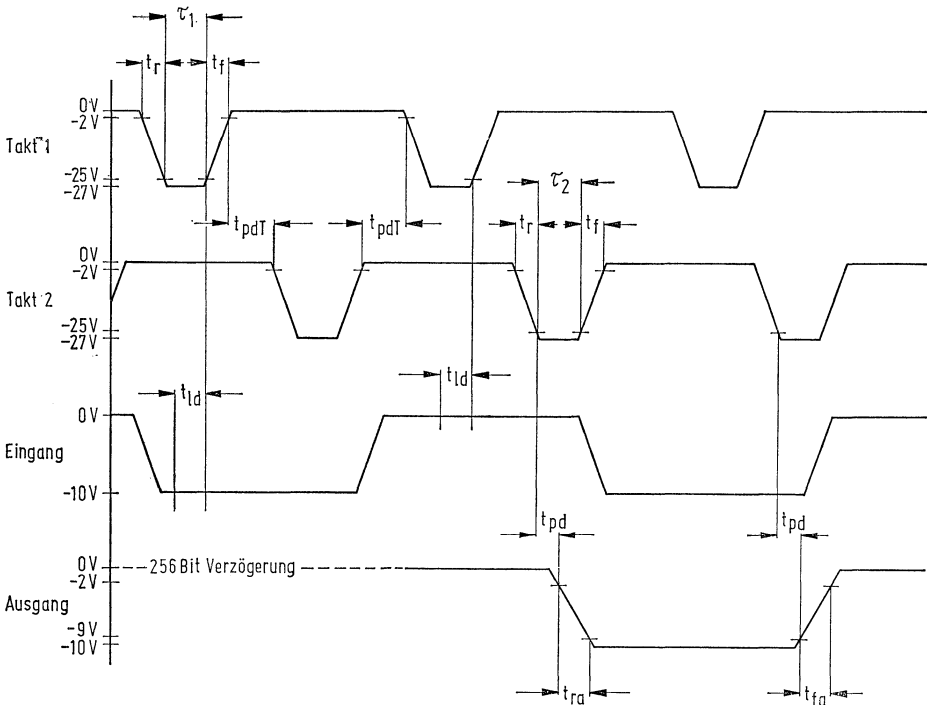 τ1
tr
tf
0V
-2V
Takt 1
-25V
-27V
τ2
tpdT
tpdT
tr
tf
0V
-2V
Takt 2
-25V
-27V
tld
tld
0V
Eingang
-10V
tpd
tpd
0V
256 Bit Verzögerung
-2V
Ausgang
-9V
-10V
tra
tfa